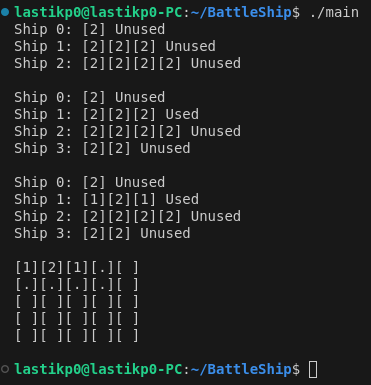 lastikp0@lastikp0-PC:~/BattleShip$ ./main
Ship 0: [2] Unused
Ship 1: [2][2][2] Unused
Ship 2: [2][2][2][2] Unused
Ship 0: [2] Unused
Ship 1: [2][2][2] Used
Ship 2: [2][2][2][2] Unused
Ship 3: [2][2] Unused
Ship 0: [2] Unused
Ship 1: [1][2][1] Used
Ship 2: [2][2][2][2] Unused
Ship 3: [2][2] Unused
[1][2][1][.][ ]
[.][.][.][.][ ]
[ ][ ][ ][ ][ ]
[ ][ ][ ][ ][ ]
[ ][ ][ ][ ][ ]
lastikp0@lastikp0-PC:~/BattleShip$